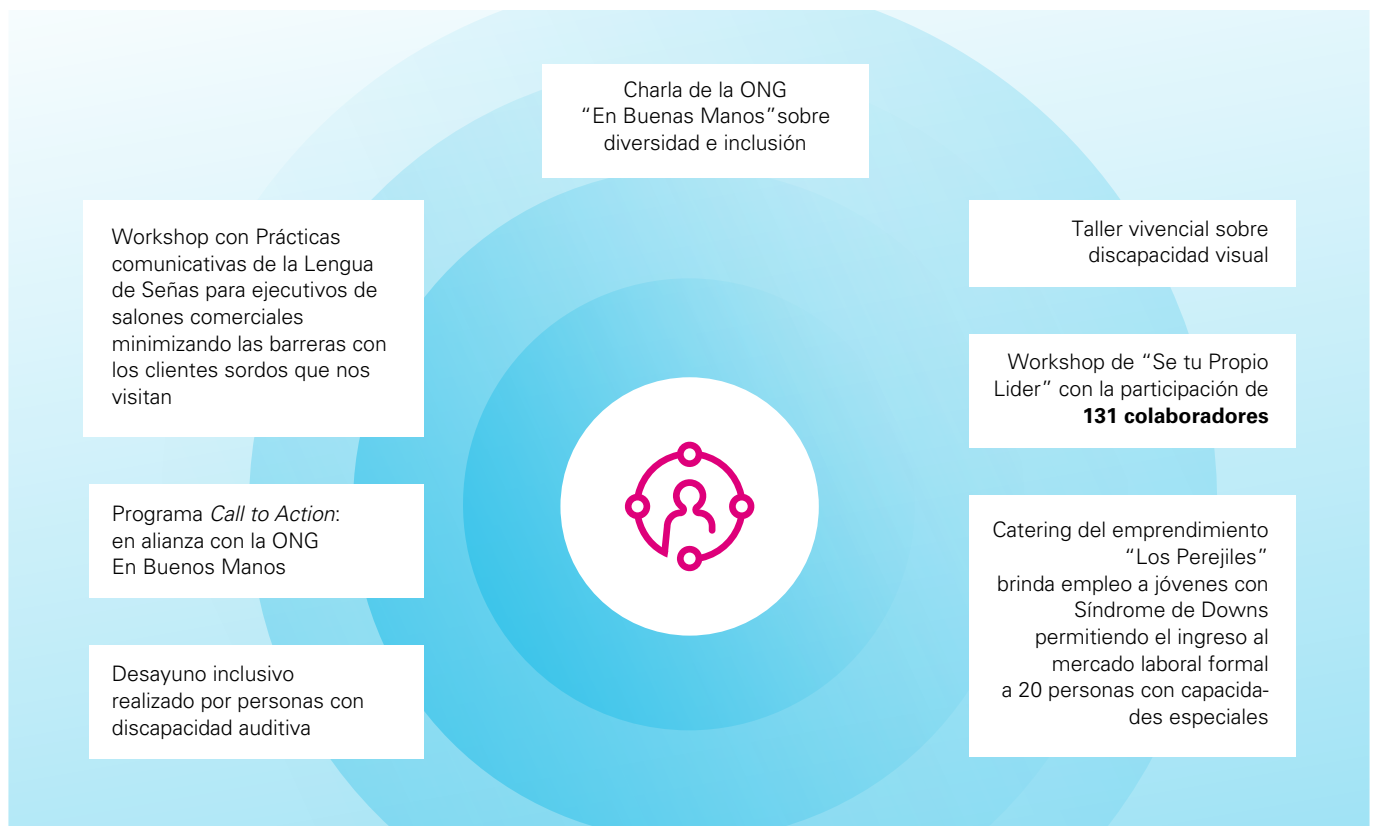 Charla de la ONG
“En Buenas Manos”sobre
diversidad e inclusión
Workshop con Prácticas
comunicativas de la Lengua
de Señas para ejecutivos de
salones comerciales
minimizando las barreras con
los clientes sordos que nos
visitan
Programa Call to Action:
en alianza con la ONG
En Buenos Manos
Desayuno inclusivo
realizado por personas con
discapacidad auditiva
Taller vivencial sobre
discapacidad visual
Workshop de “Se tu Propio
Lider” con la participación de
131 colaboradores
Catering del emprendimiento
“Los Perejiles”
brinda empleo a jóvenes con
Síndrome de Downs
permitiendo el ingreso al
mercado laboral formal
a 20 personas con capacida-
des especiales